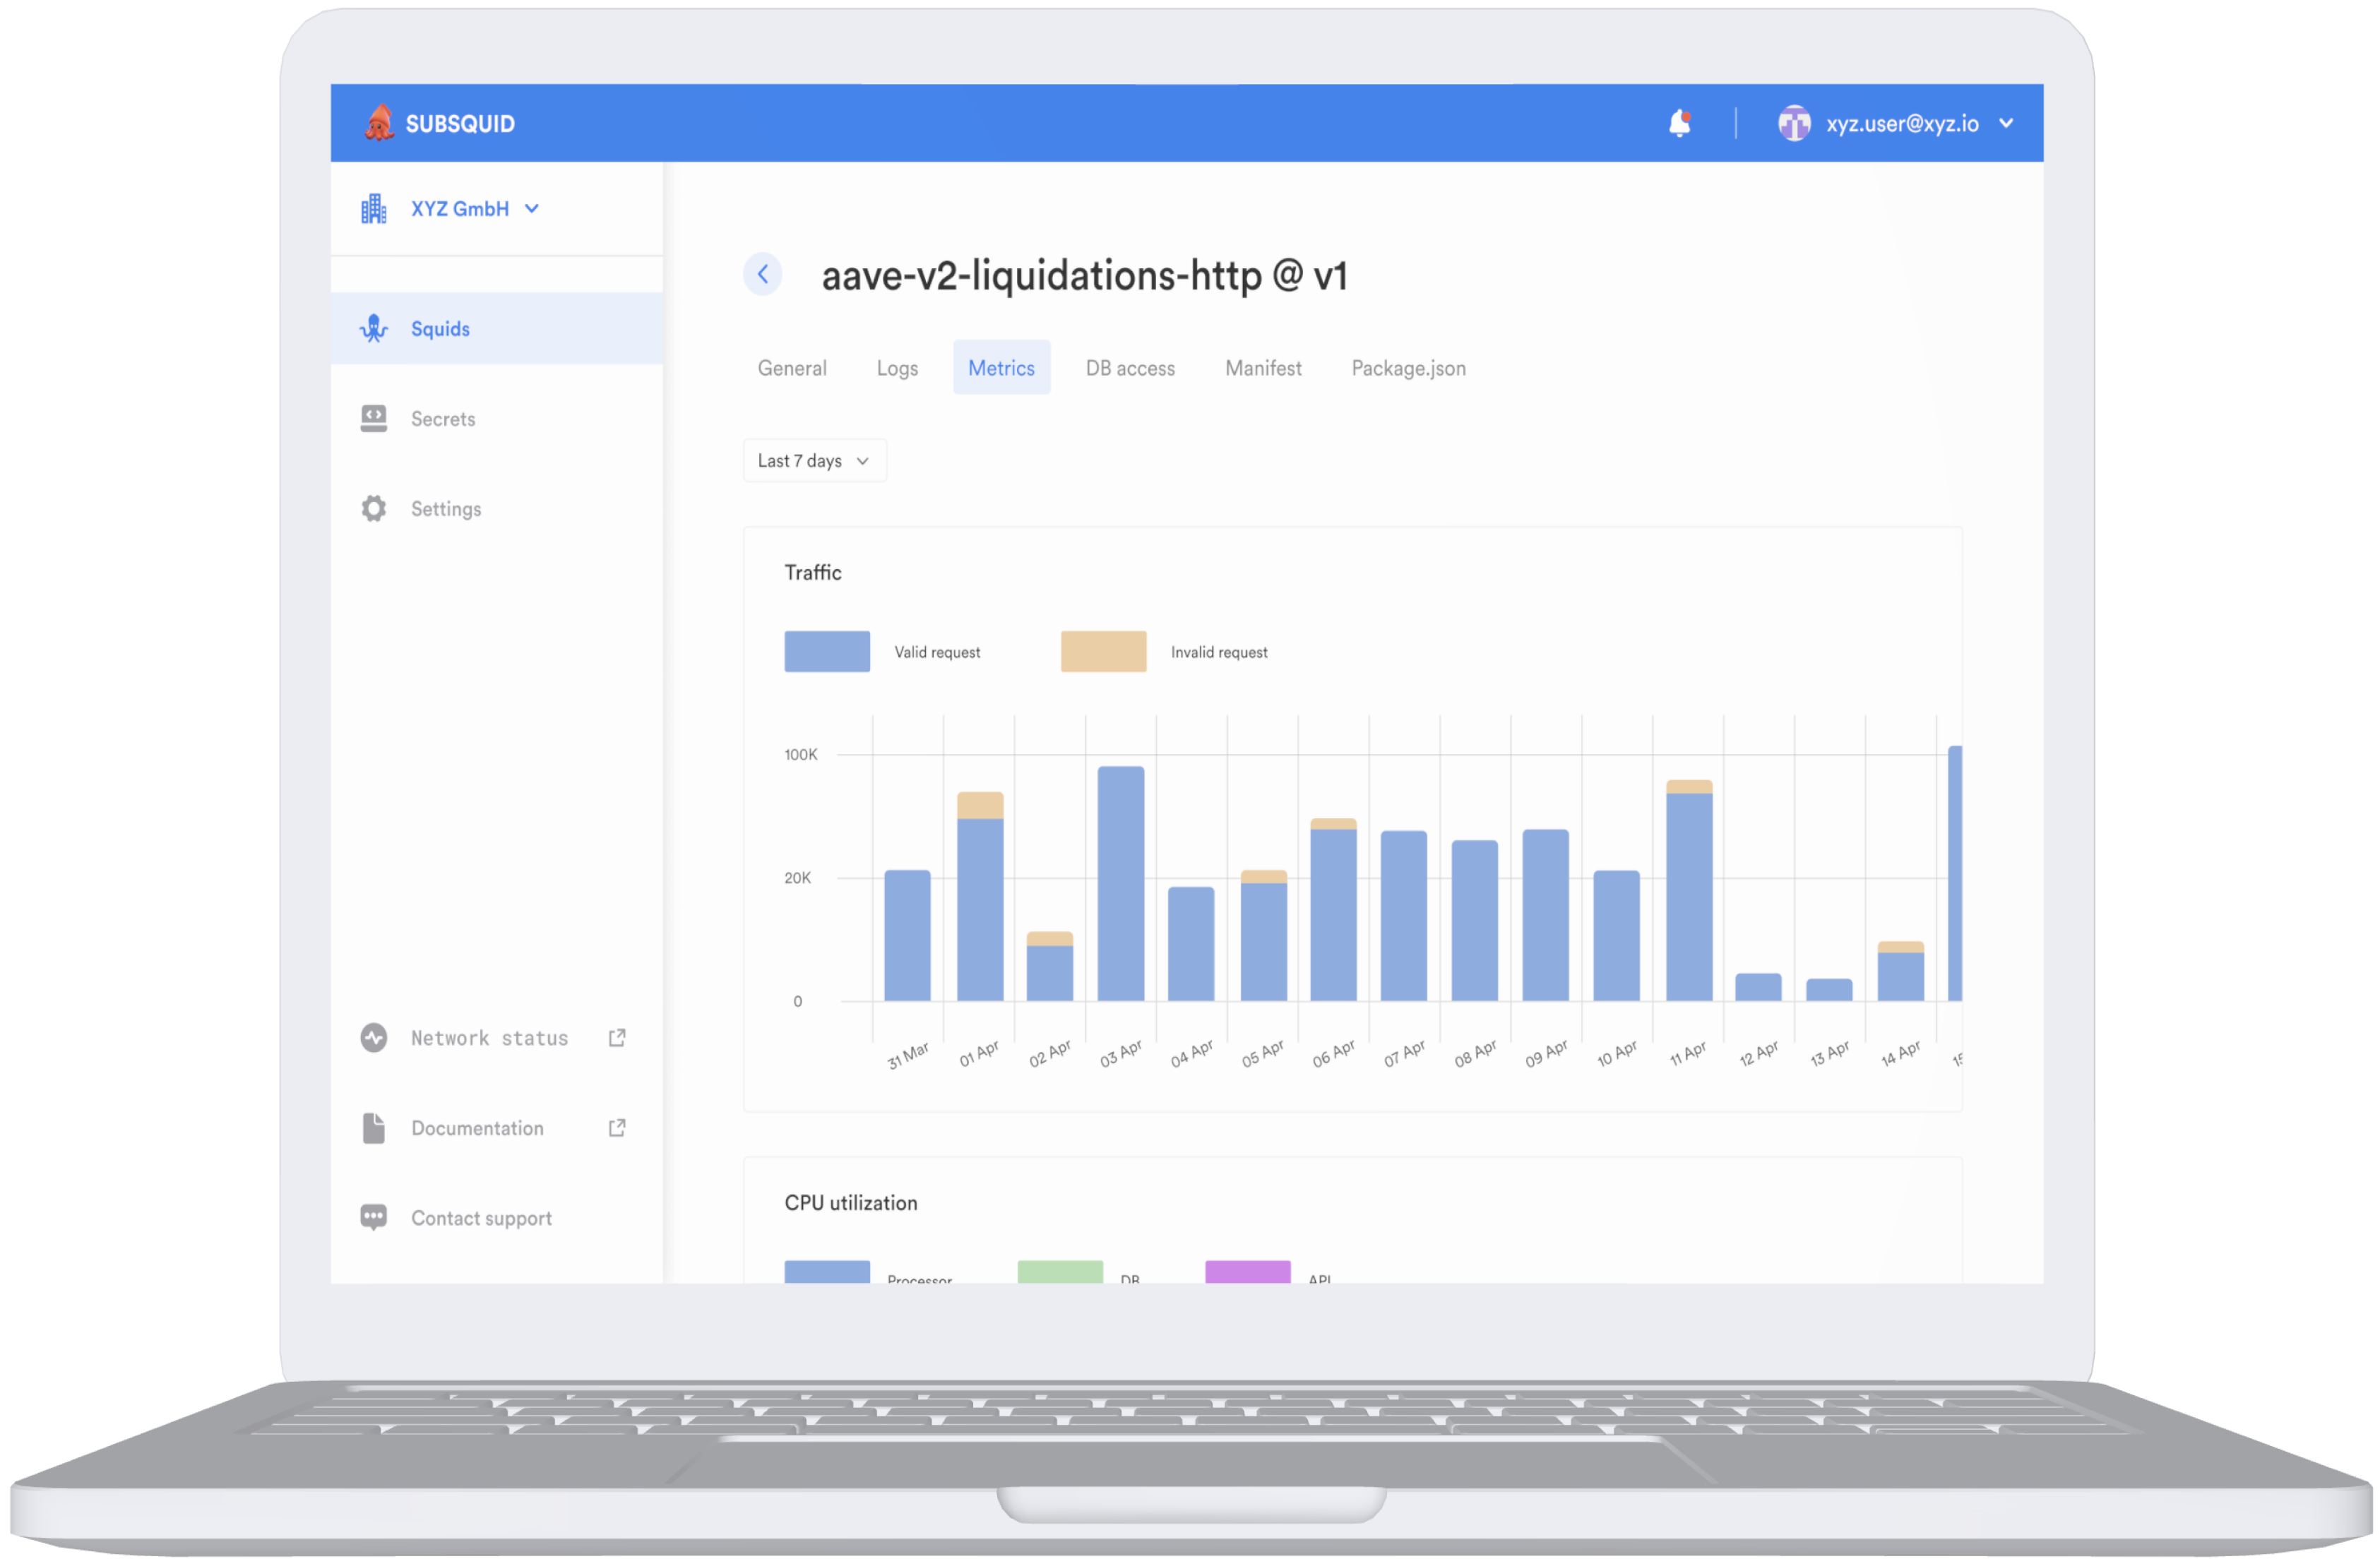 SUBSQUID
xyz.user@xyz.io
XYZ GmbH
Squids
Secrets
Settings
Network status
Documentation
Contact support
aave-v2-liquidations-http @ v1
General Logs Metrics DB access Manifest Package.json
Last 7 days
Traffic
Valid request Invalid request
100K
20K
0
31 Mar 01 Apr 02 Apr 03 Apr 04 Apr 05 Apr 06 Apr 07 Apr 08 Apr 09 Apr 10 Apr 11 Apr 12 Apr 13 Apr 14 Apr 15
CPU utilization
Processor DB API